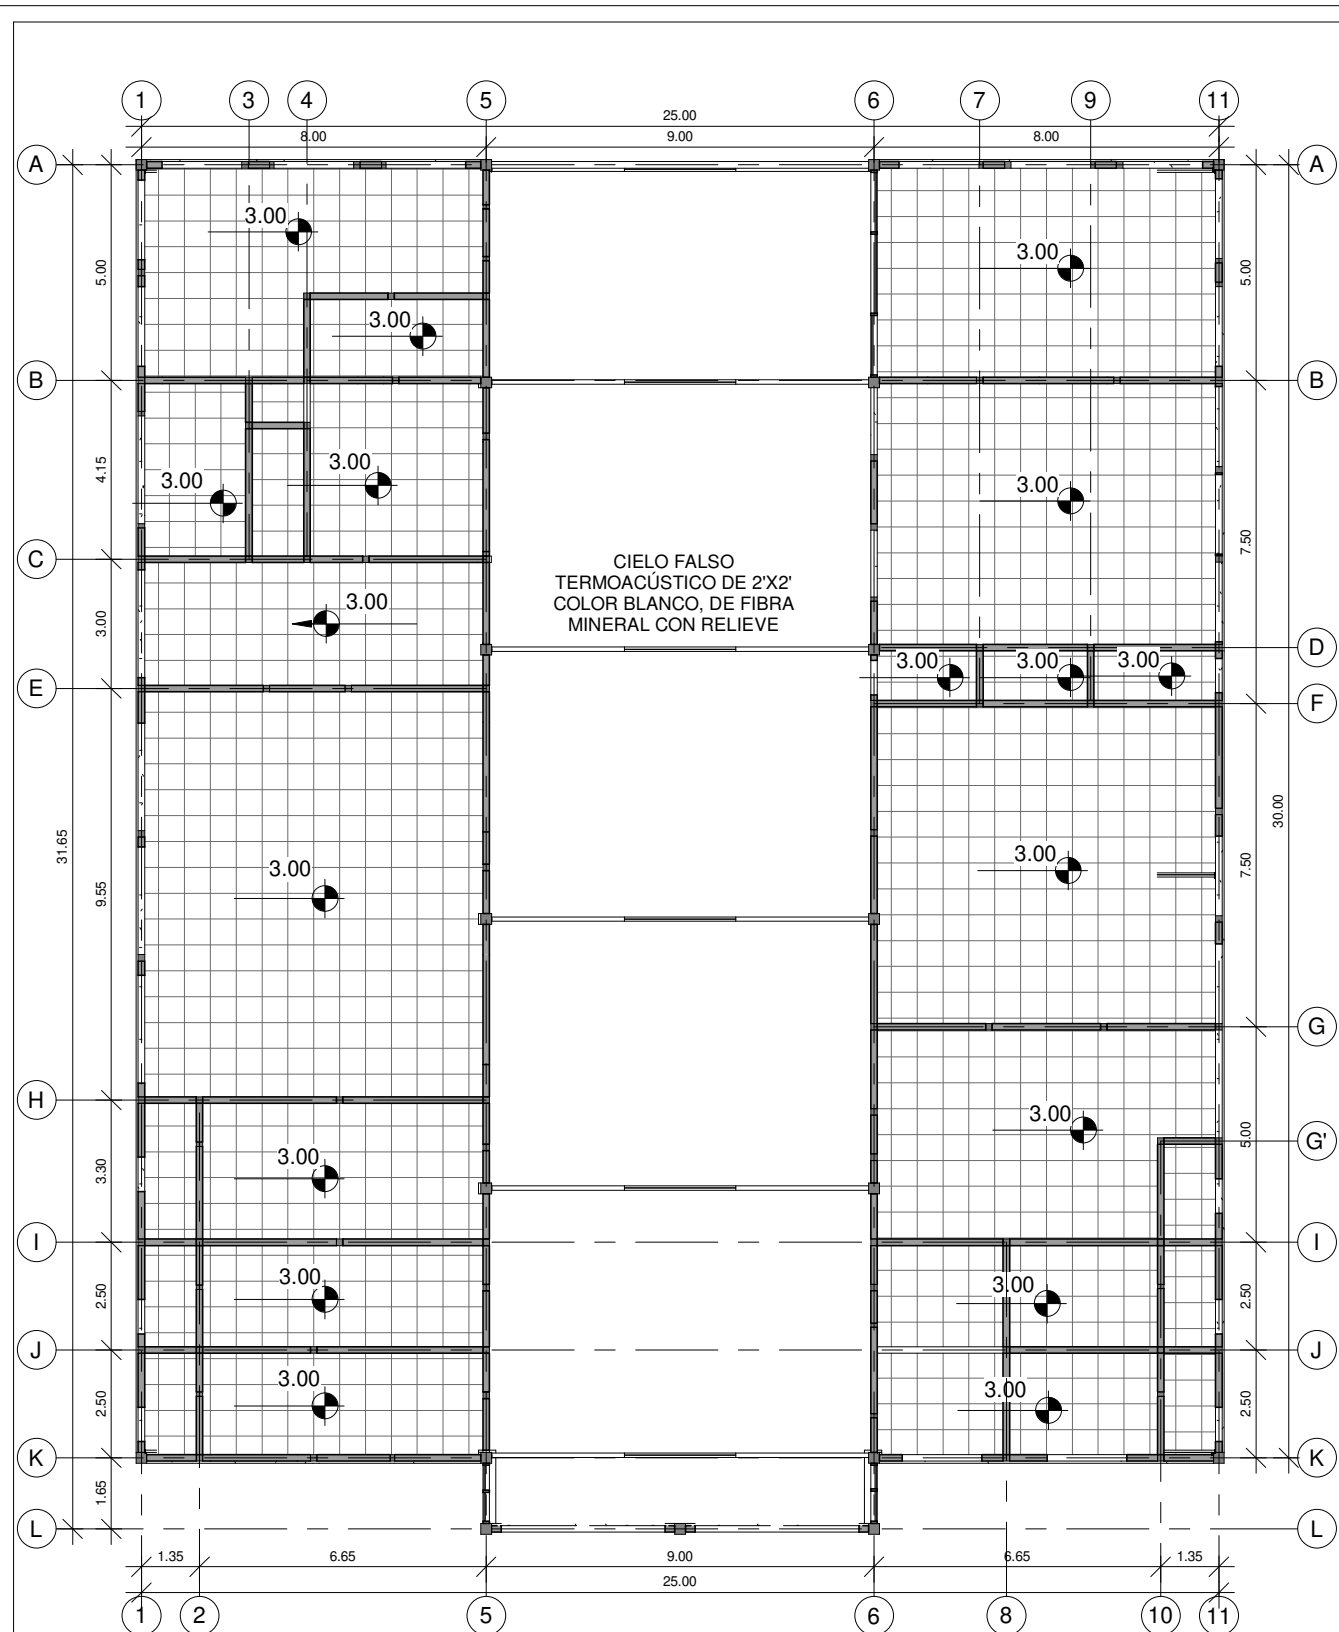 1 3 4 5 6 7 9 11
25.00
8.00 9.00 8.00
A A
3.00
5.00 3.00 5.00
3.00
B B
3.00
4.15 3.00 3.00
7.50
C
CIELO FALSO
TERMOACÚSTICO DE 2'X2'
COLOR BLANCO, DE FIBRA
MINERAL CON RELIEVE
3.00 3.00
D
3.00 3.00 3.00
E
F
31.65 30.00
3.00 7.50
9.55 3.00
G
H
3.00 5.00
G'
3.30 3.00
I I
3.00
2.50 3.00 2.50
J J
3.00
2.50 3.00 2.50
K K
1.65
L L
1.35 6.65 9.00 6.65 1.35
25.00
1 2 5 6 8 10 11